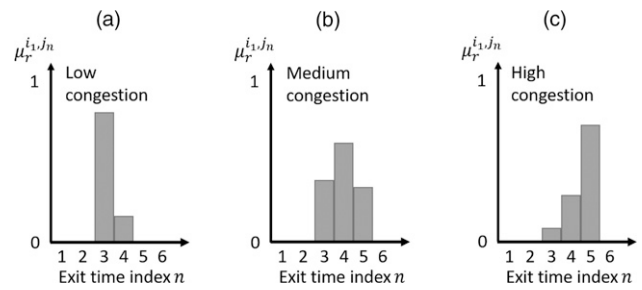 (a)
μ_r^{i_1,j_n}
1
Low
congestion
0
1 2 3 4 5 6
Exit time index n
(b)
μ_r^{i_1,j_n}
1
Medium
congestion
0
1 2 3 4 5 6
Exit time index n
(c)
μ_r^{i_1,j_n}
1
High
congestion
0
1 2 3 4 5 6
Exit time index n